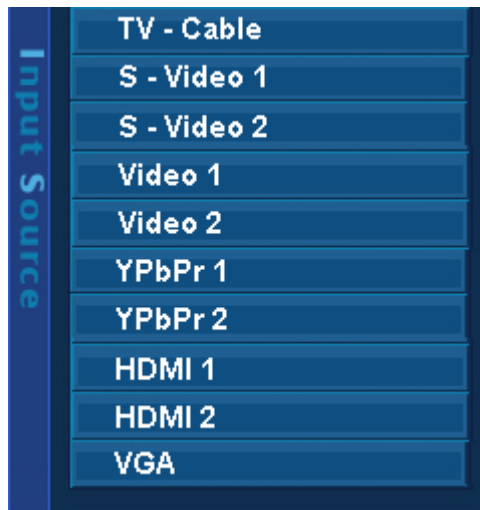 Input Source
TV - Cable
S - Video 1
S - Video 2
Video 1
Video 2
YPbPr 1
YPbPr 2
HDMI 1
HDMI 2
VGA